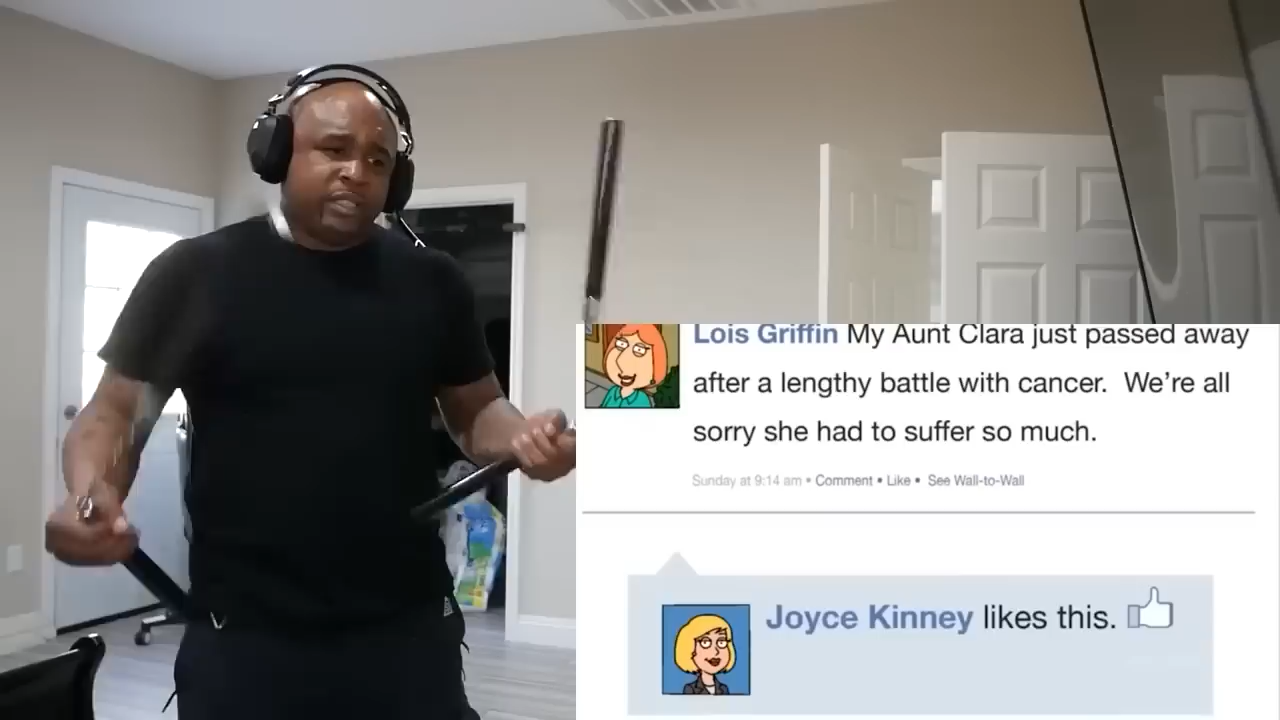 Lois Griffin My Aunt Clara just passed away
after a lengthy battle with cancer.  We’re all
sorry she had to suffer so much.
Sunday at 9:14 am • Comment • Like • See Wall-to-Wall
Joyce Kinney likes this.